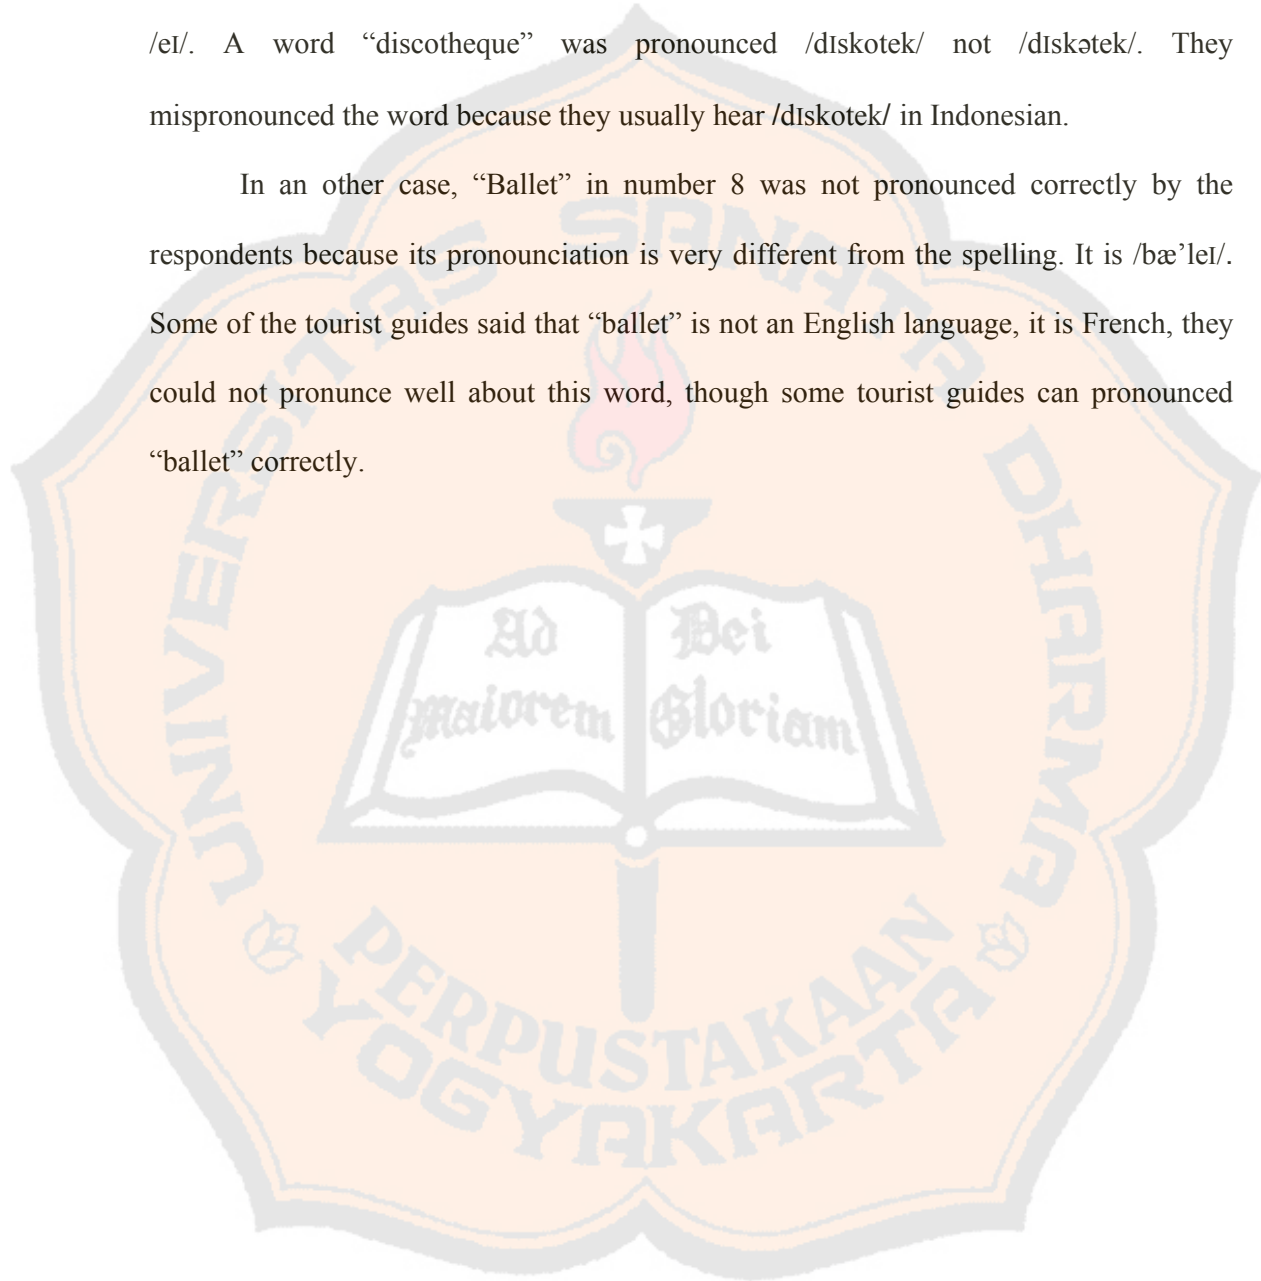 /eɪ/. A word “discotheque” was pronounced /dɪskotek/ not /dɪskətek/. They
mispronounced the word because they usually hear /dɪskotek/ in Indonesian.
In an other case, “Ballet” in number 8 was not pronounced correctly by the
respondents because its pronounciation is very different from the spelling. It is /bæ’leɪ/.
Some of the tourist guides said that “ballet” is not an English language, it is French, they
could not pronunce well about this word, though some tourist guides can pronounced
“ballet” correctly.
UNIVERSITAS SANATA DHARMA
Ad Dei
maiorem Gloriam
PERPUSTAKAAN
YOGYAKARTA